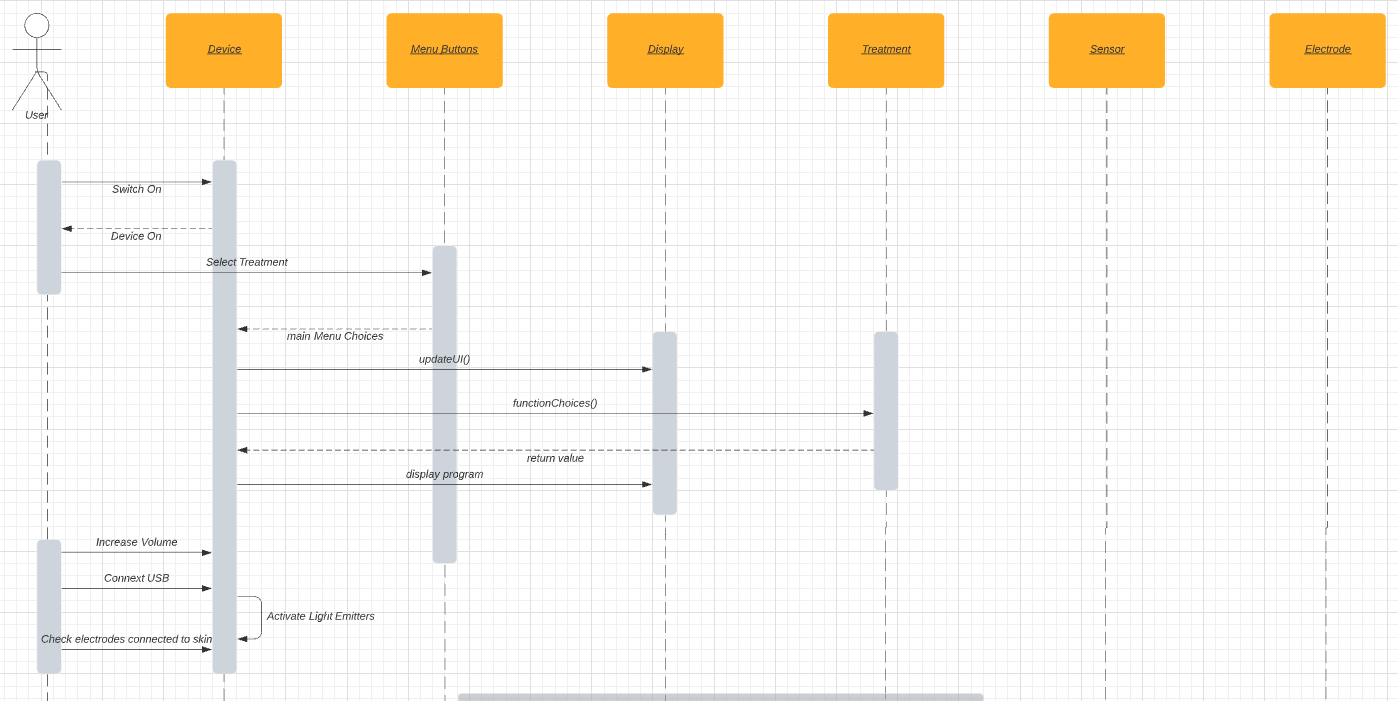 Device
Menu Buttons
Display
Treatment
Sensor
Electrode
User
Switch On
Device On
Select Treatment
main Menu Choices
updateUI()
functionChoices()
return value
display program
Increase Volume
Connext USB
Activate Light Emitters
Check electrodes connected to skin